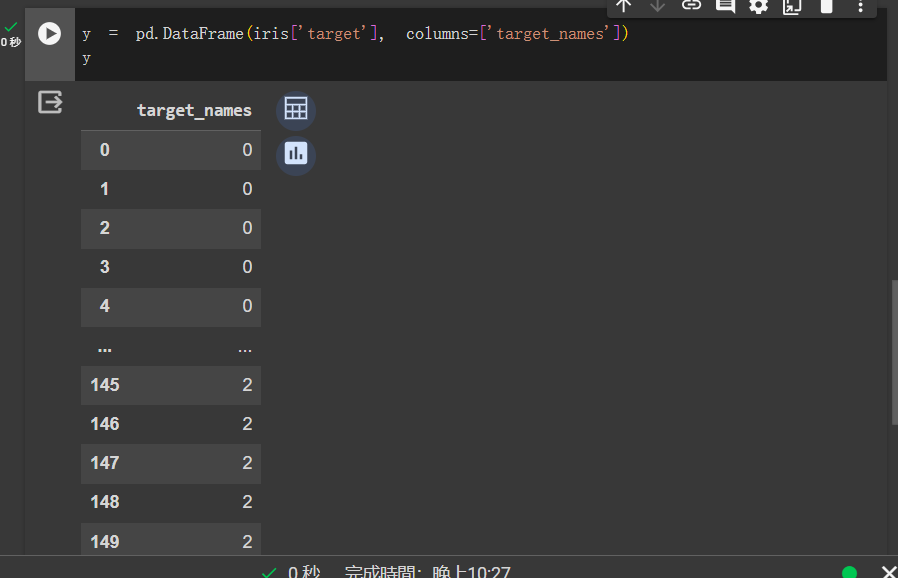 y = pd.DataFrame(iris['target'], columns=['target_names'])
0 秒
y
target_names
0 0
1 0
2 0
3 0
4 0
... ...
145 2
146 2
147 2
148 2
149 2
0 秒 完成時間：晚上10:27